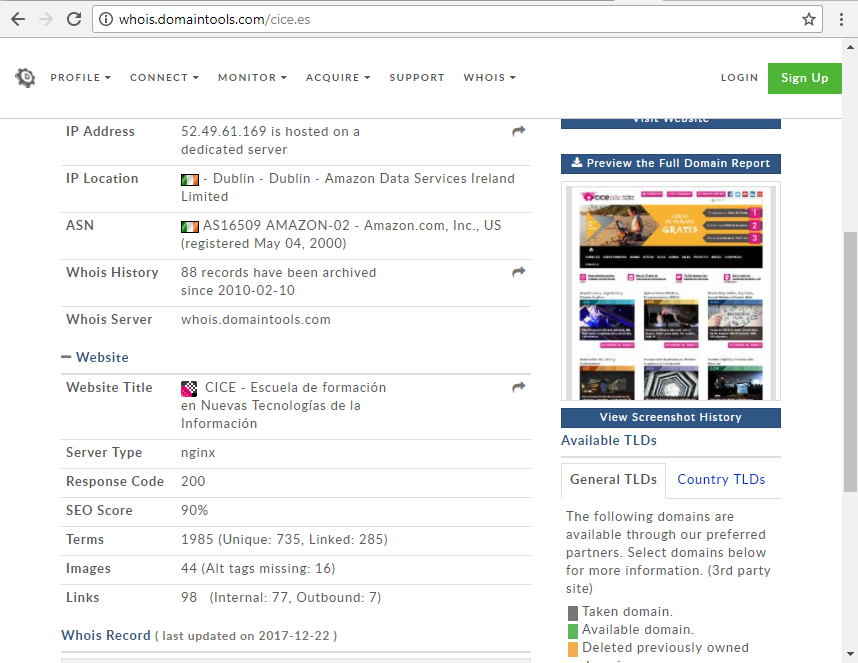 whois.domaintools.com/cice.es
PROFILE CONNECT MONITOR ACQUIRE SUPPORT WHOIS LOGIN Sign Up
IP Address 52.49.61.169 is hosted on a
dedicated server
IP Location - Dublin - Dublin - Amazon Data Services Ireland
Limited
ASN AS16509 AMAZON-02 - Amazon.com, Inc., US
(registered May 04, 2000)
Whois History 88 records have been archived
since 2010-02-10
Whois Server whois.domaintools.com
Website
Website Title CICE - Escuela de formación
en Nuevas Tecnologías de la
Información
Server Type nginx
Response Code 200
SEO Score 90%
Terms 1985 (Unique: 735, Linked: 285)
Images 44 (Alt tags missing: 16)
Links 98 (Internal: 77, Outbound: 7)
Whois Record ( last updated on 2017-12-22 )
Visit Website
Preview the Full Domain Report
cice
GRATIS
1
2
3
View Screenshot History
Available TLDs
General TLDs Country TLDs
The following domains are
available through our preferred
partners. Select domains below
for more information. (3rd party
site)
Taken domain.
Available domain.
Deleted previously owned